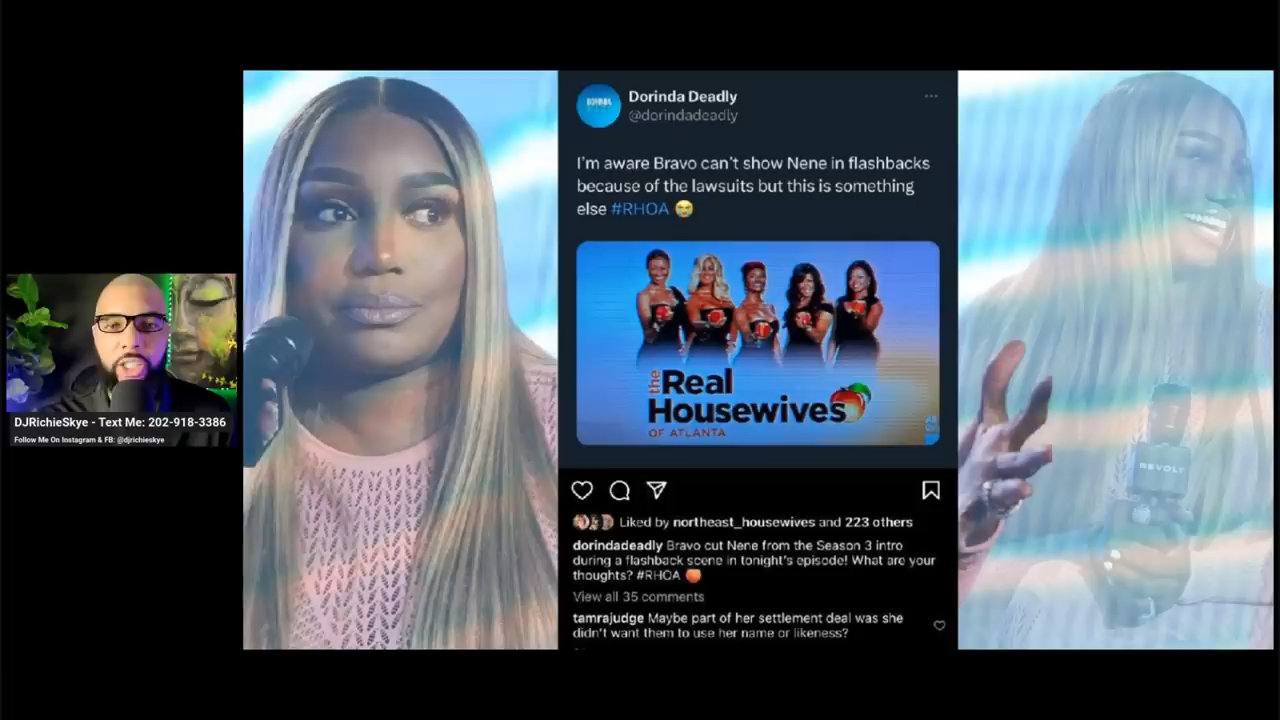 Dorinda Deadly
@dorindadeadly
I'm aware Bravo can't show Nene in flashbacks
because of the lawsuits but this is something
else #RHOA 😭
the Real
Housewives
OF ATLANTA
Liked by northeast_housewives and 223 others
dorindadeadly Bravo cut Nene from the Season 3 intro
during a flashback scene in tonight's episode! What are your
thoughts? #RHOA 🍑
View all 35 comments
tamrajudge Maybe part of her settlement deal was she
didn't want them to use her name or likeness?
DJRichieSkye - Text Me: 202-918-3386
Follow Me On Instagram & FB: @djrichieskye
REVOLT